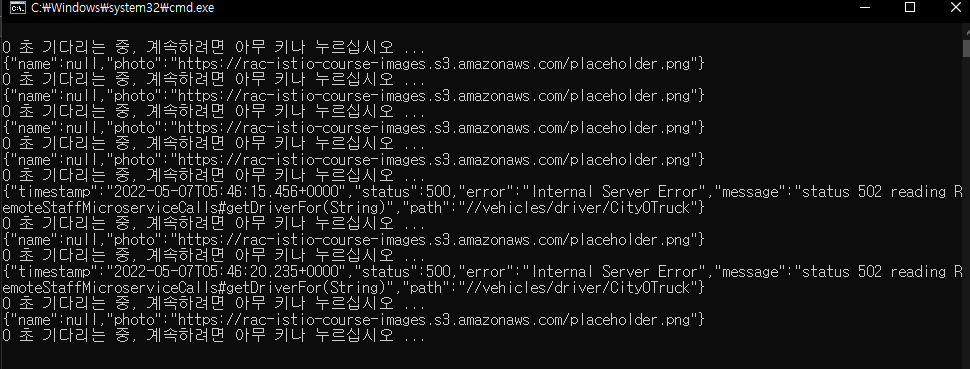 C:₩Windows₩system32₩cmd.exe
0 초 기다리는 중, 계속하려면 아무 키나 누르십시오 ...
{"name":null,"photo":"https://rac-istio-course-images.s3.amazonaws.com/placeholder.png"}
0 초 기다리는 중, 계속하려면 아무 키나 누르십시오 ...
{"name":null,"photo":"https://rac-istio-course-images.s3.amazonaws.com/placeholder.png"}
0 초 기다리는 중, 계속하려면 아무 키나 누르십시오 ...
{"name":null,"photo":"https://rac-istio-course-images.s3.amazonaws.com/placeholder.png"}
0 초 기다리는 중, 계속하려면 아무 키나 누르십시오 ...
{"name":null,"photo":"https://rac-istio-course-images.s3.amazonaws.com/placeholder.png"}
0 초 기다리는 중, 계속하려면 아무 키나 누르십시오 ...
{"timestamp":"2022-05-07T05:46:15.456+0000","status":500,"error":"Internal Server Error","message":"status 502 reading R
emoteStaffMicroserviceCalls#getDriverFor(String)","path":"//vehicles/driver/CityOTruck"}
0 초 기다리는 중, 계속하려면 아무 키나 누르십시오 ...
{"name":null,"photo":"https://rac-istio-course-images.s3.amazonaws.com/placeholder.png"}
0 초 기다리는 중, 계속하려면 아무 키나 누르십시오 ...
{"timestamp":"2022-05-07T05:46:20.235+0000","status":500,"error":"Internal Server Error","message":"status 502 reading R
emoteStaffMicroserviceCalls#getDriverFor(String)","path":"//vehicles/driver/CityOTruck"}
0 초 기다리는 중, 계속하려면 아무 키나 누르십시오 ...
{"name":null,"photo":"https://rac-istio-course-images.s3.amazonaws.com/placeholder.png"}
0 초 기다리는 중, 계속하려면 아무 키나 누르십시오 ...